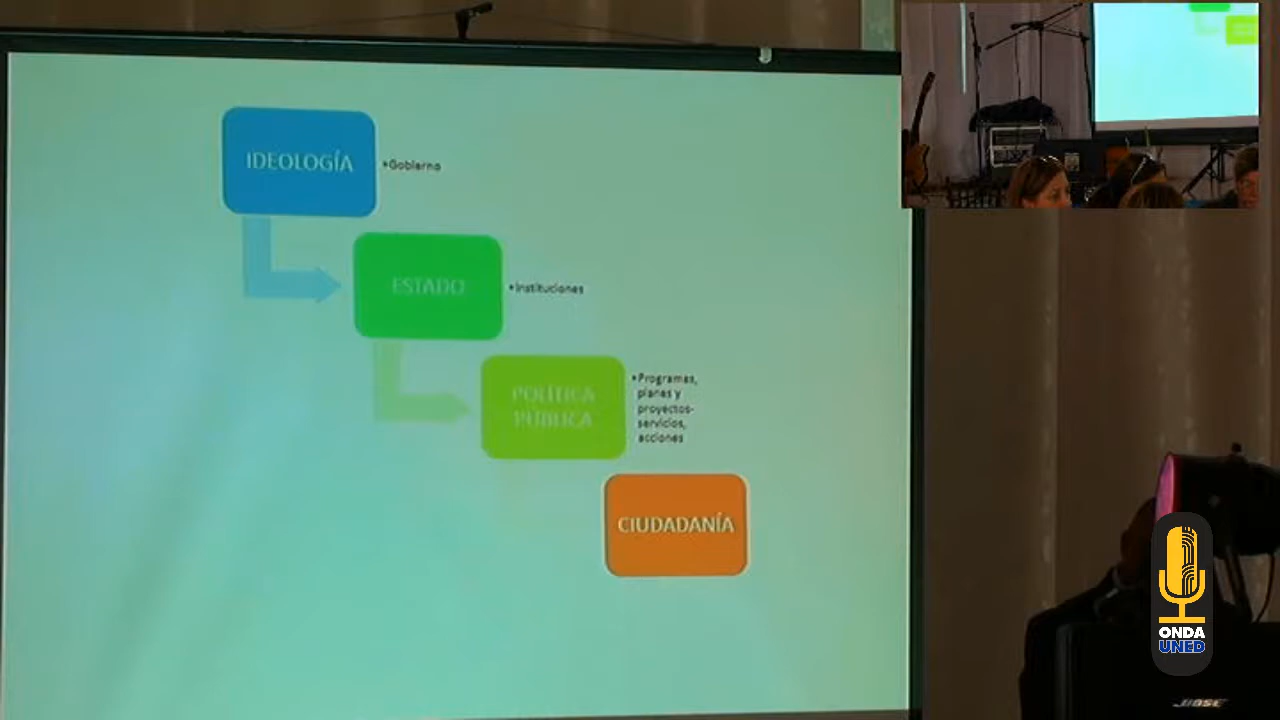 IDEOLOGÍA
•Gobierno
ESTADO
•Instituciones
POLÍTICA
PÚBLICA
•Programas,
planes y
proyectos-
servicios,
acciones
CIUDADANÍA
ONDA
UNED
BOSE